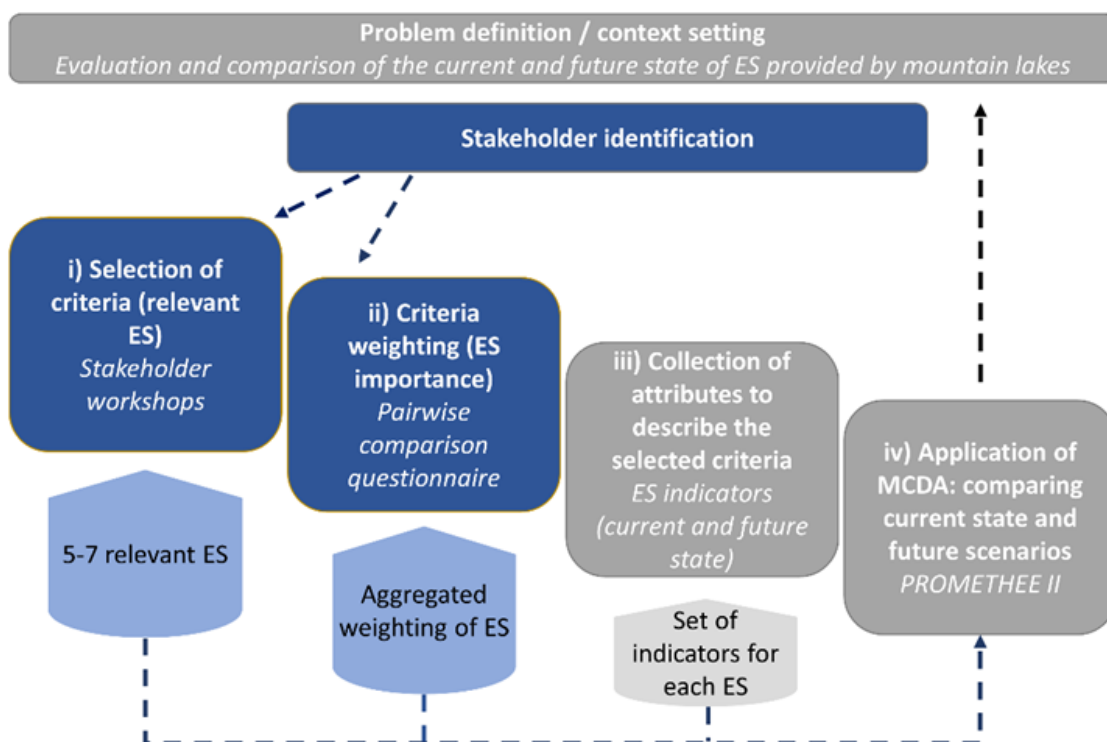 Problem definition / context setting
Evaluation and comparison of the current and future state of ES provided by mountain lakes
Stakeholder identification
i) Selection of
criteria (relevant
ES)
Stakeholder
workshops
ii) Criteria
weighting (ES
importance)
Pairwise
comparison
questionnaire
iii) Collection of
attributes to
describe the
selected criteria
ES indicators
(current and future
state)
iv) Application of
MCDA: comparing
current state and
future scenarios
PROMETHEE II
5-7 relevant ES
Aggregated
weighting of ES
Set of
indicators for
each ES